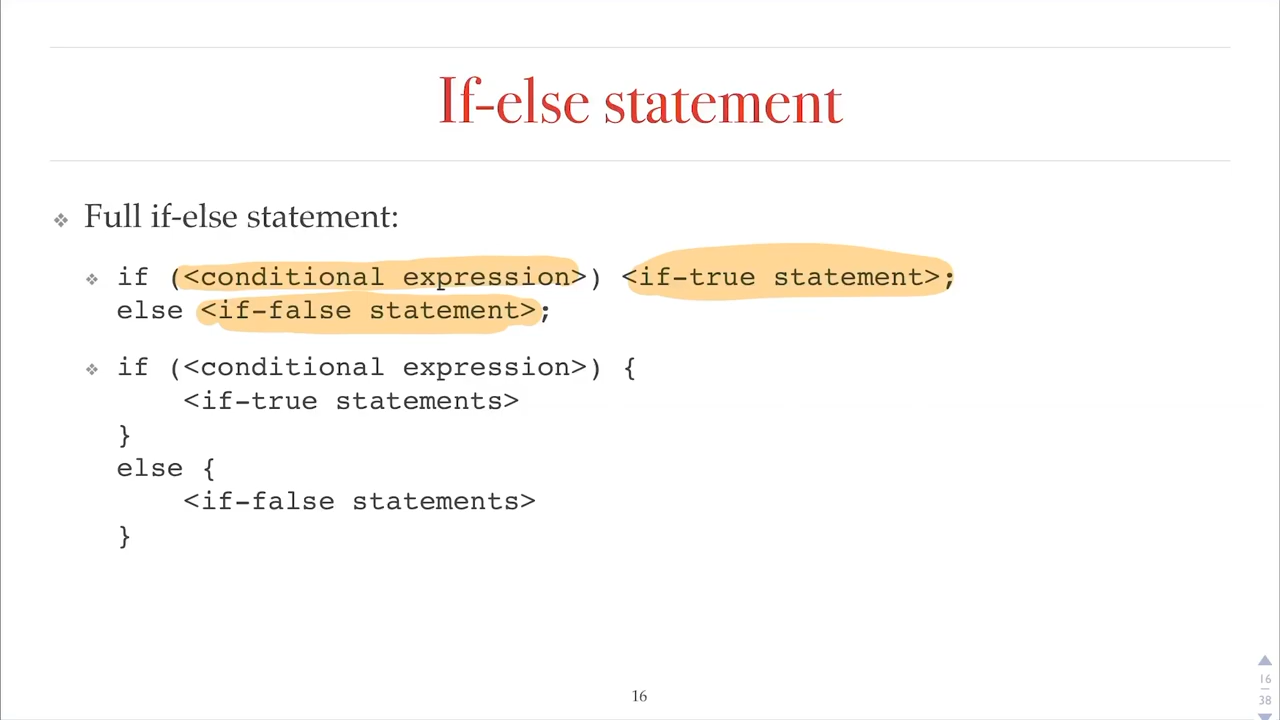 If-else statement
❖ Full if-else statement:
❖ if (<conditional expression>) <if-true statement>;
else <if-false statement>;
❖ if (<conditional expression>) {
<if-true statements>
}
else {
<if-false statements>
}
16
16
38